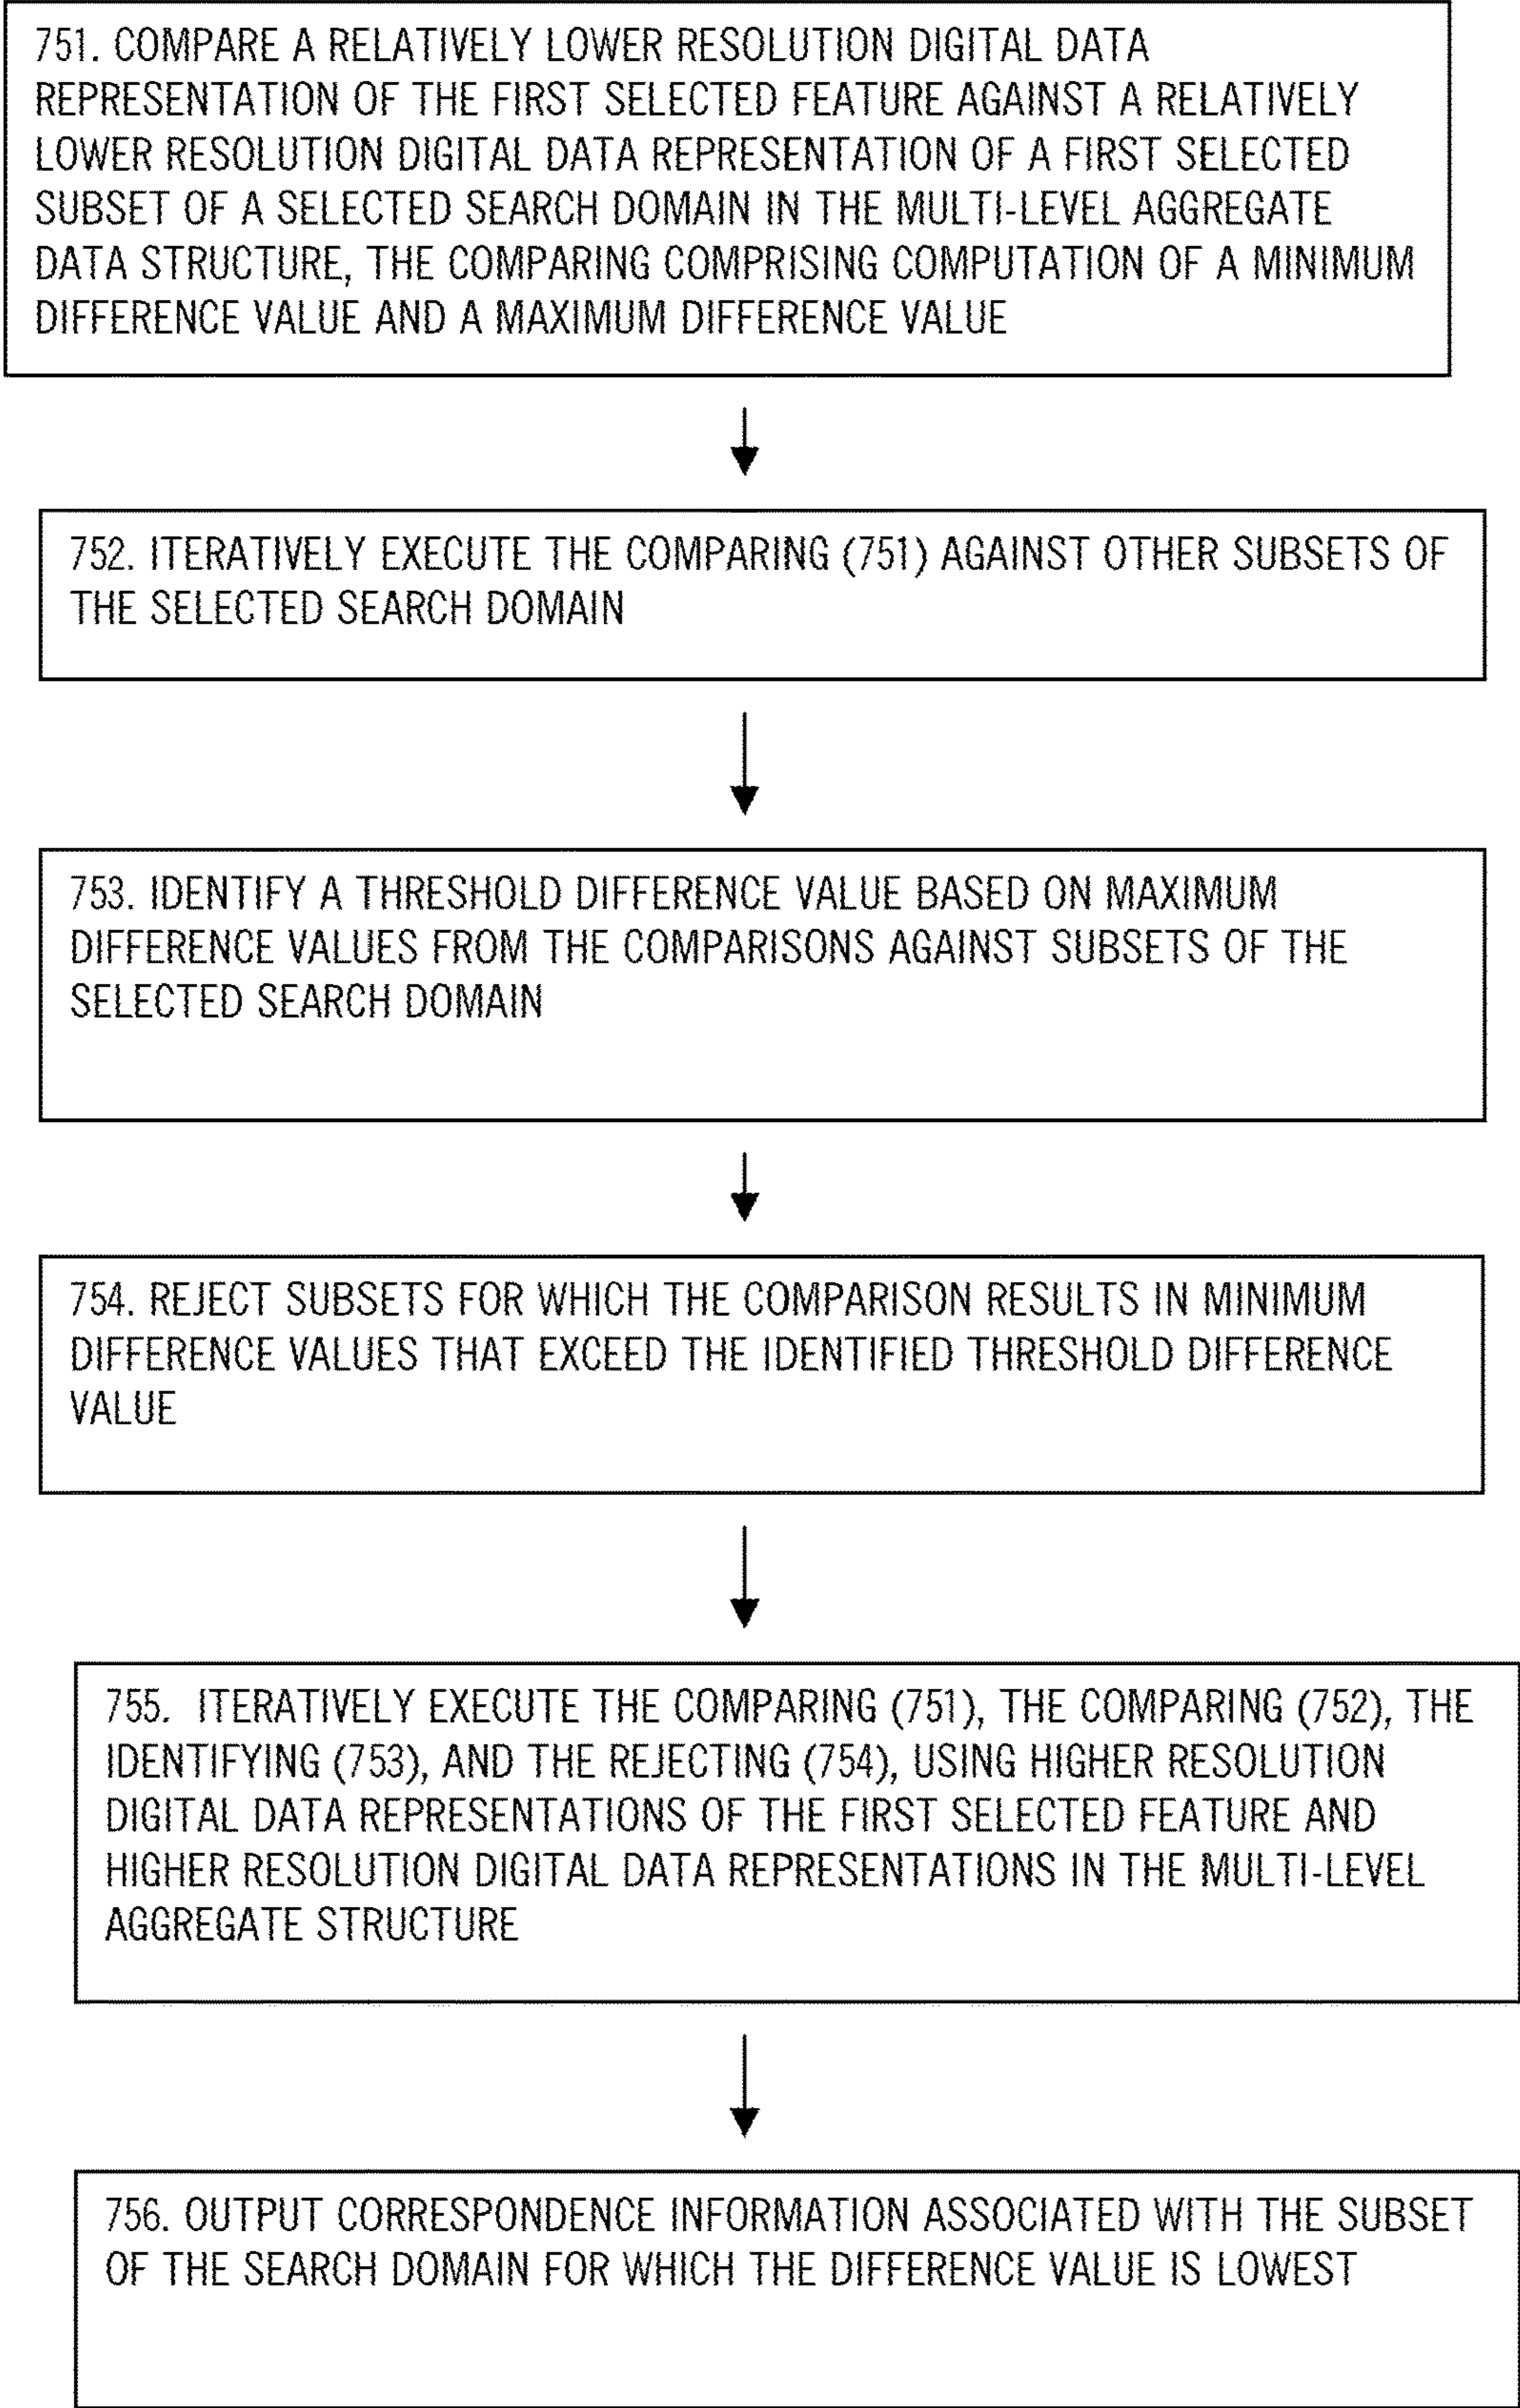 751. COMPARE A RELATIVELY LOWER RESOLUTION DIGITAL DATA
REPRESENTATION OF THE FIRST SELECTED FEATURE AGAINST A RELATIVELY
LOWER RESOLUTION DIGITAL DATA REPRESENTATION OF A FIRST SELECTED
SUBSET OF A SELECTED SEARCH DOMAIN IN THE MULTI-LEVEL AGGREGATE
DATA STRUCTURE, THE COMPARING COMPRISING COMPUTATION OF A MINIMUM
DIFFERENCE VALUE AND A MAXIMUM DIFFERENCE VALUE
752. ITERATIVELY EXECUTE THE COMPARING (751) AGAINST OTHER SUBSETS OF
THE SELECTED SEARCH DOMAIN
753. IDENTIFY A THRESHOLD DIFFERENCE VALUE BASED ON MAXIMUM
DIFFERENCE VALUES FROM THE COMPARISONS AGAINST SUBSETS OF THE
SELECTED SEARCH DOMAIN
754. REJECT SUBSETS FOR WHICH THE COMPARISON RESULTS IN MINIMUM
DIFFERENCE VALUES THAT EXCEED THE IDENTIFIED THRESHOLD DIFFERENCE
VALUE
755. ITERATIVELY EXECUTE THE COMPARING (751), THE COMPARING (752), THE
IDENTIFYING (753), AND THE REJECTING (754), USING HIGHER RESOLUTION
DIGITAL DATA REPRESENTATIONS OF THE FIRST SELECTED FEATURE AND
HIGHER RESOLUTION DIGITAL DATA REPRESENTATIONS IN THE MULTI-LEVEL
AGGREGATE STRUCTURE
756. OUTPUT CORRESPONDENCE INFORMATION ASSOCIATED WITH THE SUBSET
OF THE SEARCH DOMAIN FOR WHICH THE DIFFERENCE VALUE IS LOWEST